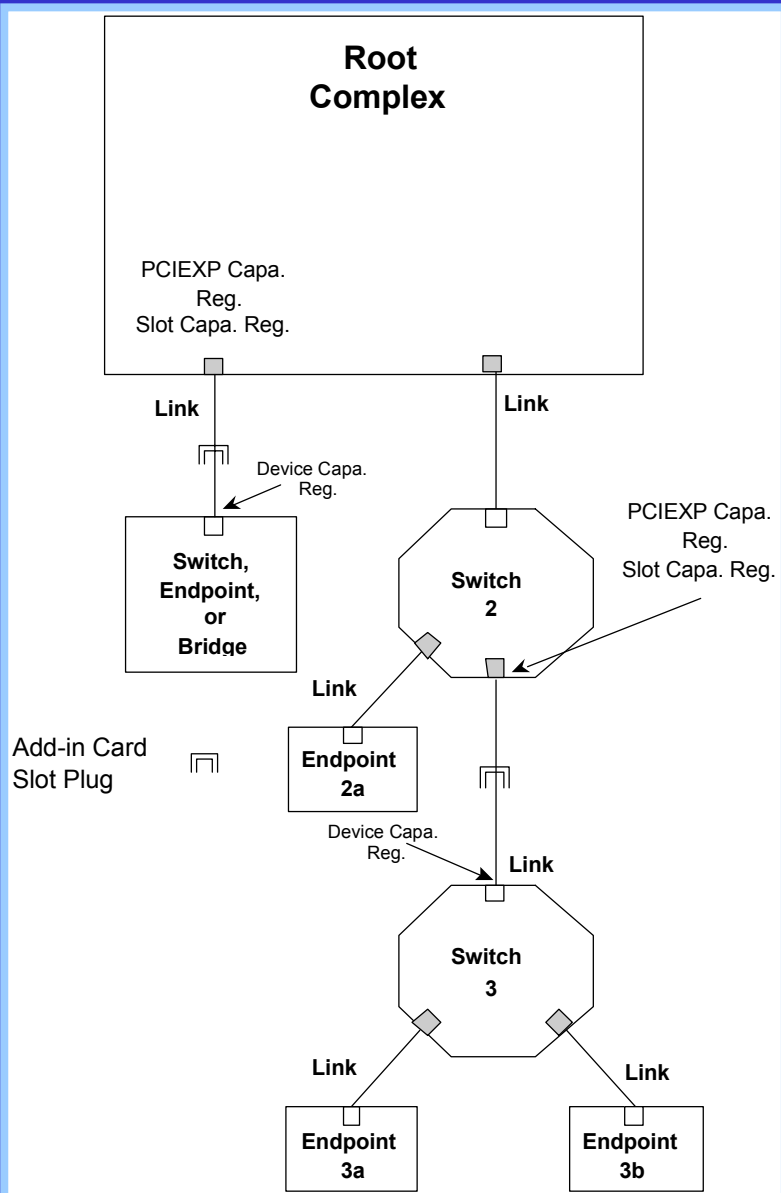 Root
Complex
PCIEXP Capa.
Reg.
Slot Capa. Reg.
Link
Link
Device Capa.
Reg.
PCIEXP Capa.
Reg.
Slot Capa. Reg.
Switch,
Endpoint,
or
Bridge
Switch
2
Link
Add-in Card
Slot Plug
Endpoint
2a
Device Capa.
Reg.
Link
Switch
3
Link
Link
Endpoint
3a
Endpoint
3b